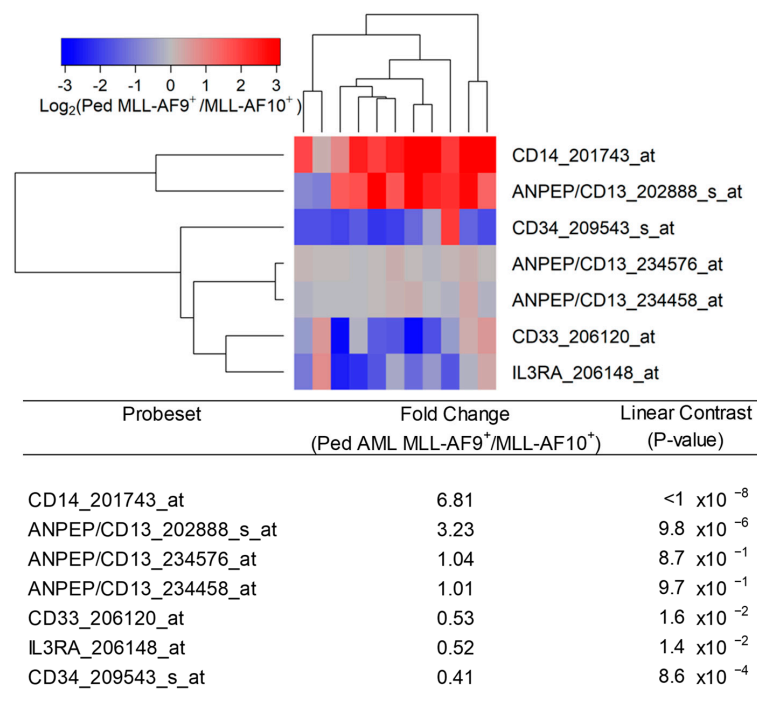 -3 -2 -1 0 1 2 3
Log₂(Ped MLL-AF9⁺/MLL-AF10⁺)
CD14_201743_at
ANPEP/CD13_202888_s_at
CD34_209543_s_at
ANPEP/CD13_234576_at
ANPEP/CD13_234458_at
CD33_206120_at
IL3RA_206148_at
Probeset Fold Change Linear Contrast
(Ped AML MLL-AF9⁺/MLL-AF10⁺) (P-value)
CD14_201743_at 6.81 <1 x10 ⁻⁸
ANPEP/CD13_202888_s_at 3.23 9.8 x10 ⁻⁶
ANPEP/CD13_234576_at 1.04 8.7 x10 ⁻¹
ANPEP/CD13_234458_at 1.01 9.7 x10 ⁻¹
CD33_206120_at 0.53 1.6 x10 ⁻²
IL3RA_206148_at 0.52 1.4 x10 ⁻²
CD34_209543_s_at 0.41 8.6 x10 ⁻⁴